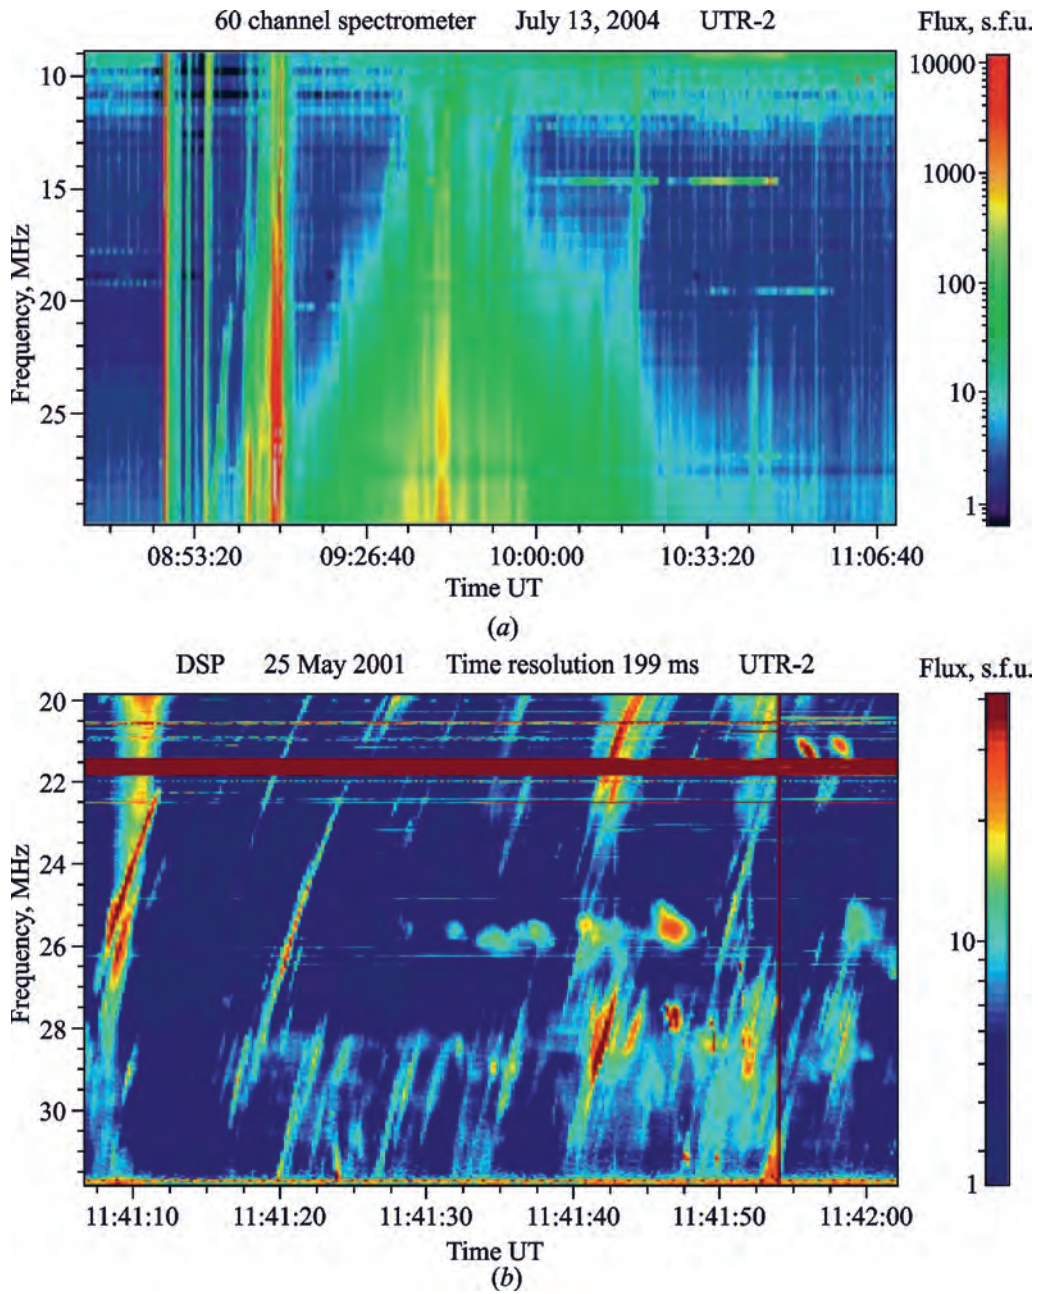 60 channel spectrometer July 13, 2004 UTR-2 Flux, s.f.u.
10
15
20
25
Frequency, MHz
10000
1000
100
10
1
08:53:20 09:26:40 10:00:00 10:33:20 11:06:40
Time UT
(a)
DSP 25 May 2001 Time resolution 199 ms UTR-2 Flux, s.f.u.
20
22
24
26
28
30
Frequency, MHz
10
1
11:41:10 11:41:20 11:41:30 11:41:40 11:41:50 11:42:00
Time UT
(b)